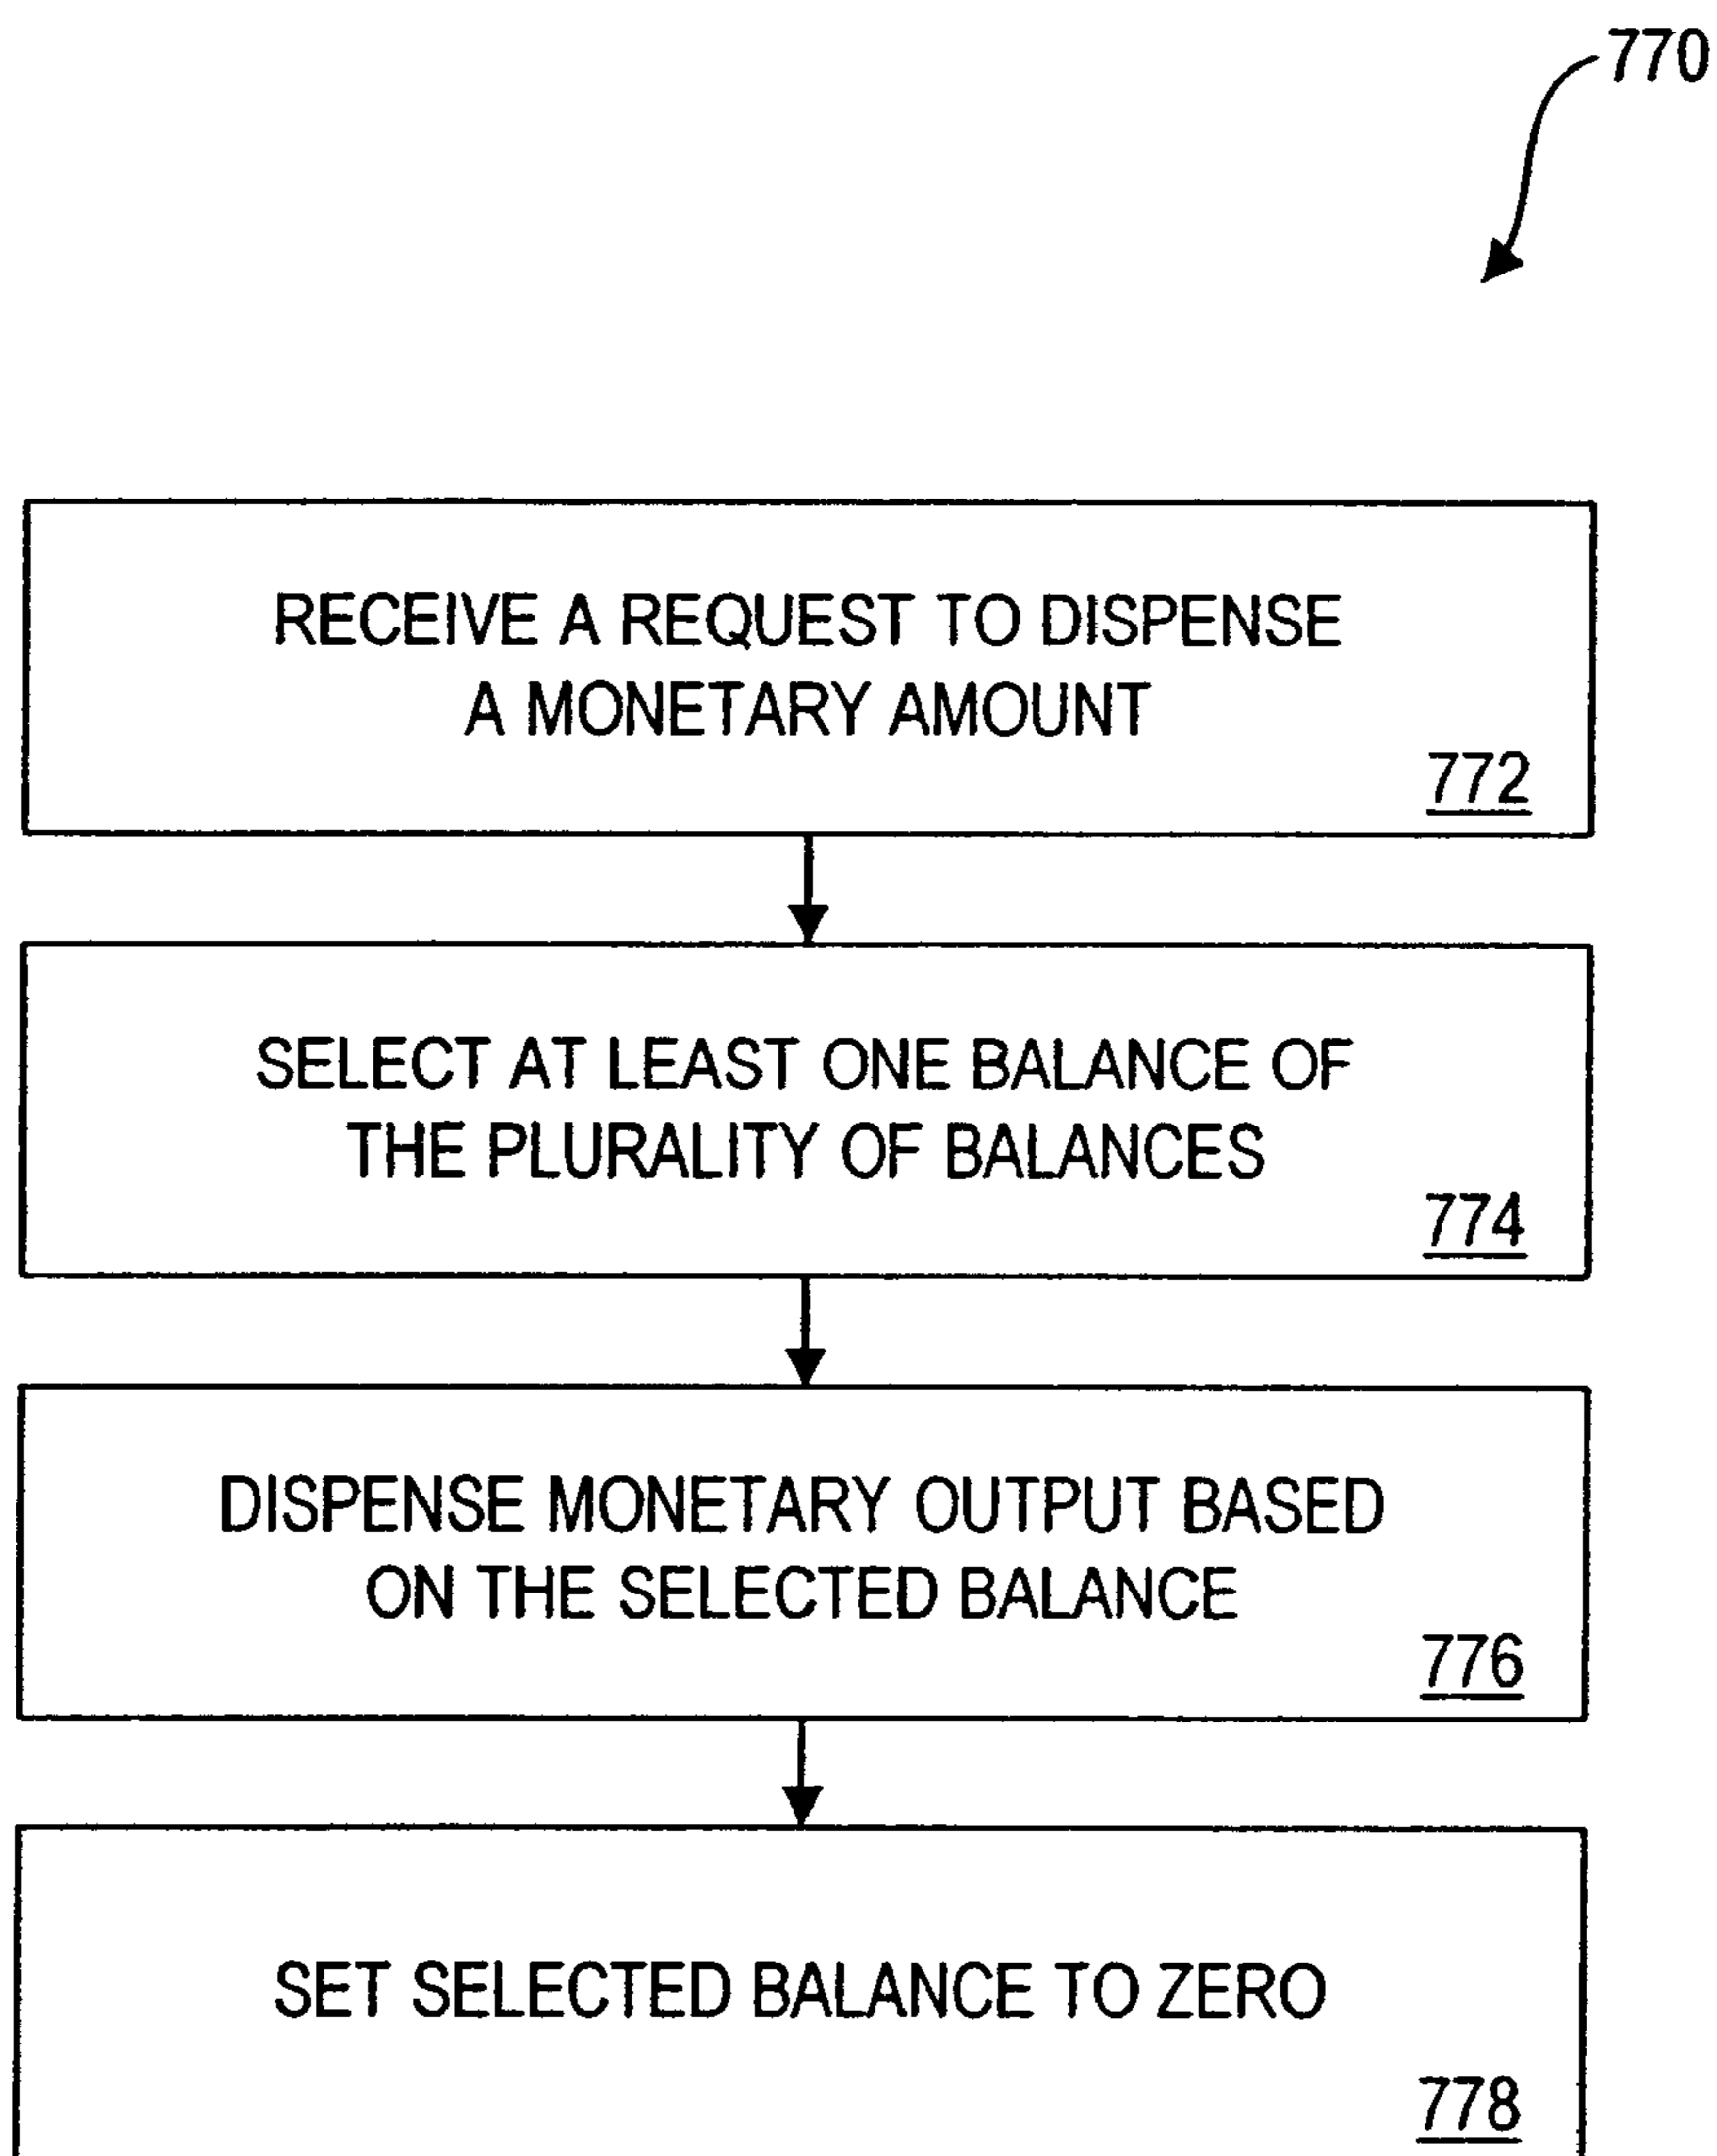 770
RECEIVE A REQUEST TO DISPENSE
A MONETARY AMOUNT
772
SELECT AT LEAST ONE BALANCE OF
THE PLURALITY OF BALANCES
774
DISPENSE MONETARY OUTPUT BASED
ON THE SELECTED BALANCE
776
SET SELECTED BALANCE TO ZERO
778